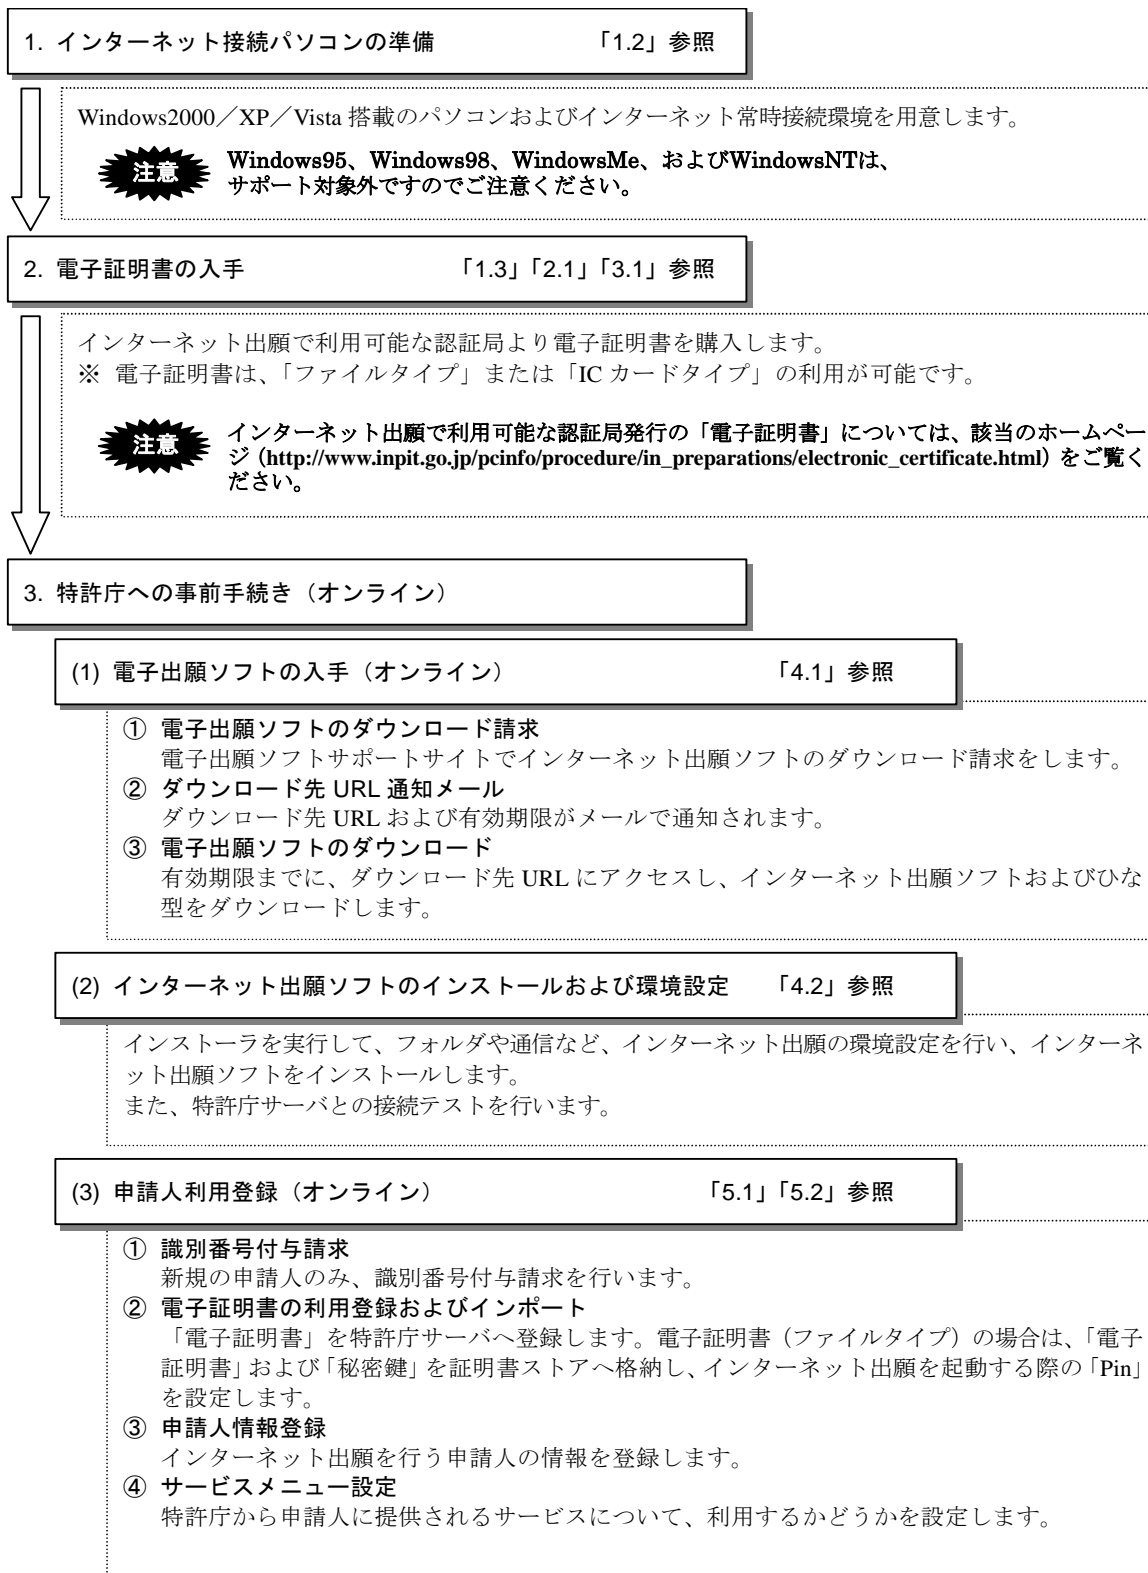 1. インターネット接続パソコンの準備　「1.2」参照
Windows2000／XP／Vista 搭載のパソコンおよびインターネット常時接続環境を用意します。
注意
Windows95、Windows98、WindowsMe、およびWindowsNTは、
サポート対象外ですのでご注意ください。
2. 電子証明書の入手　「1.3」「2.1」「3.1」参照
インターネット出願で利用可能な認証局より電子証明書を購入します。
※ 電子証明書は、「ファイルタイプ」または「IC カードタイプ」の利用が可能です。
注意
インターネット出願で利用可能な認証局発行の「電子証明書」については、該当のホームペー
ジ（http://www.inpit.go.jp/pcinfo/procedure/in_preparations/electronic_certificate.html）をご覧く
ださい。
3. 特許庁への事前手続き（オンライン）
(1) 電子出願ソフトの入手（オンライン）　「4.1」参照
① 電子出願ソフトのダウンロード請求
電子出願ソフトサポートサイトでインターネット出願ソフトのダウンロード請求をします。
② ダウンロード先 URL 通知メール
ダウンロード先 URL および有効期限がメールで通知されます。
③ 電子出願ソフトのダウンロード
有効期限までに、ダウンロード先 URL にアクセスし、インターネット出願ソフトおよびひな
型をダウンロードします。
(2) インターネット出願ソフトのインストールおよび環境設定　「4.2」参照
インストーラを実行して、フォルダや通信など、インターネット出願の環境設定を行い、インターネ
ット出願ソフトをインストールします。
また、特許庁サーバとの接続テストを行います。
(3) 申請人利用登録（オンライン）　「5.1」「5.2」参照
① 識別番号付与請求
新規の申請人のみ、識別番号付与請求を行います。
② 電子証明書の利用登録およびインポート
「電子証明書」を特許庁サーバへ登録します。電子証明書（ファイルタイプ）の場合は、「電子
証明書」および「秘密鍵」を証明書ストアへ格納し、インターネット出願を起動する際の「Pin」
を設定します。
③ 申請人情報登録
インターネット出願を行う申請人の情報を登録します。
④ サービスメニュー設定
特許庁から申請人に提供されるサービスについて、利用するかどうかを設定します。